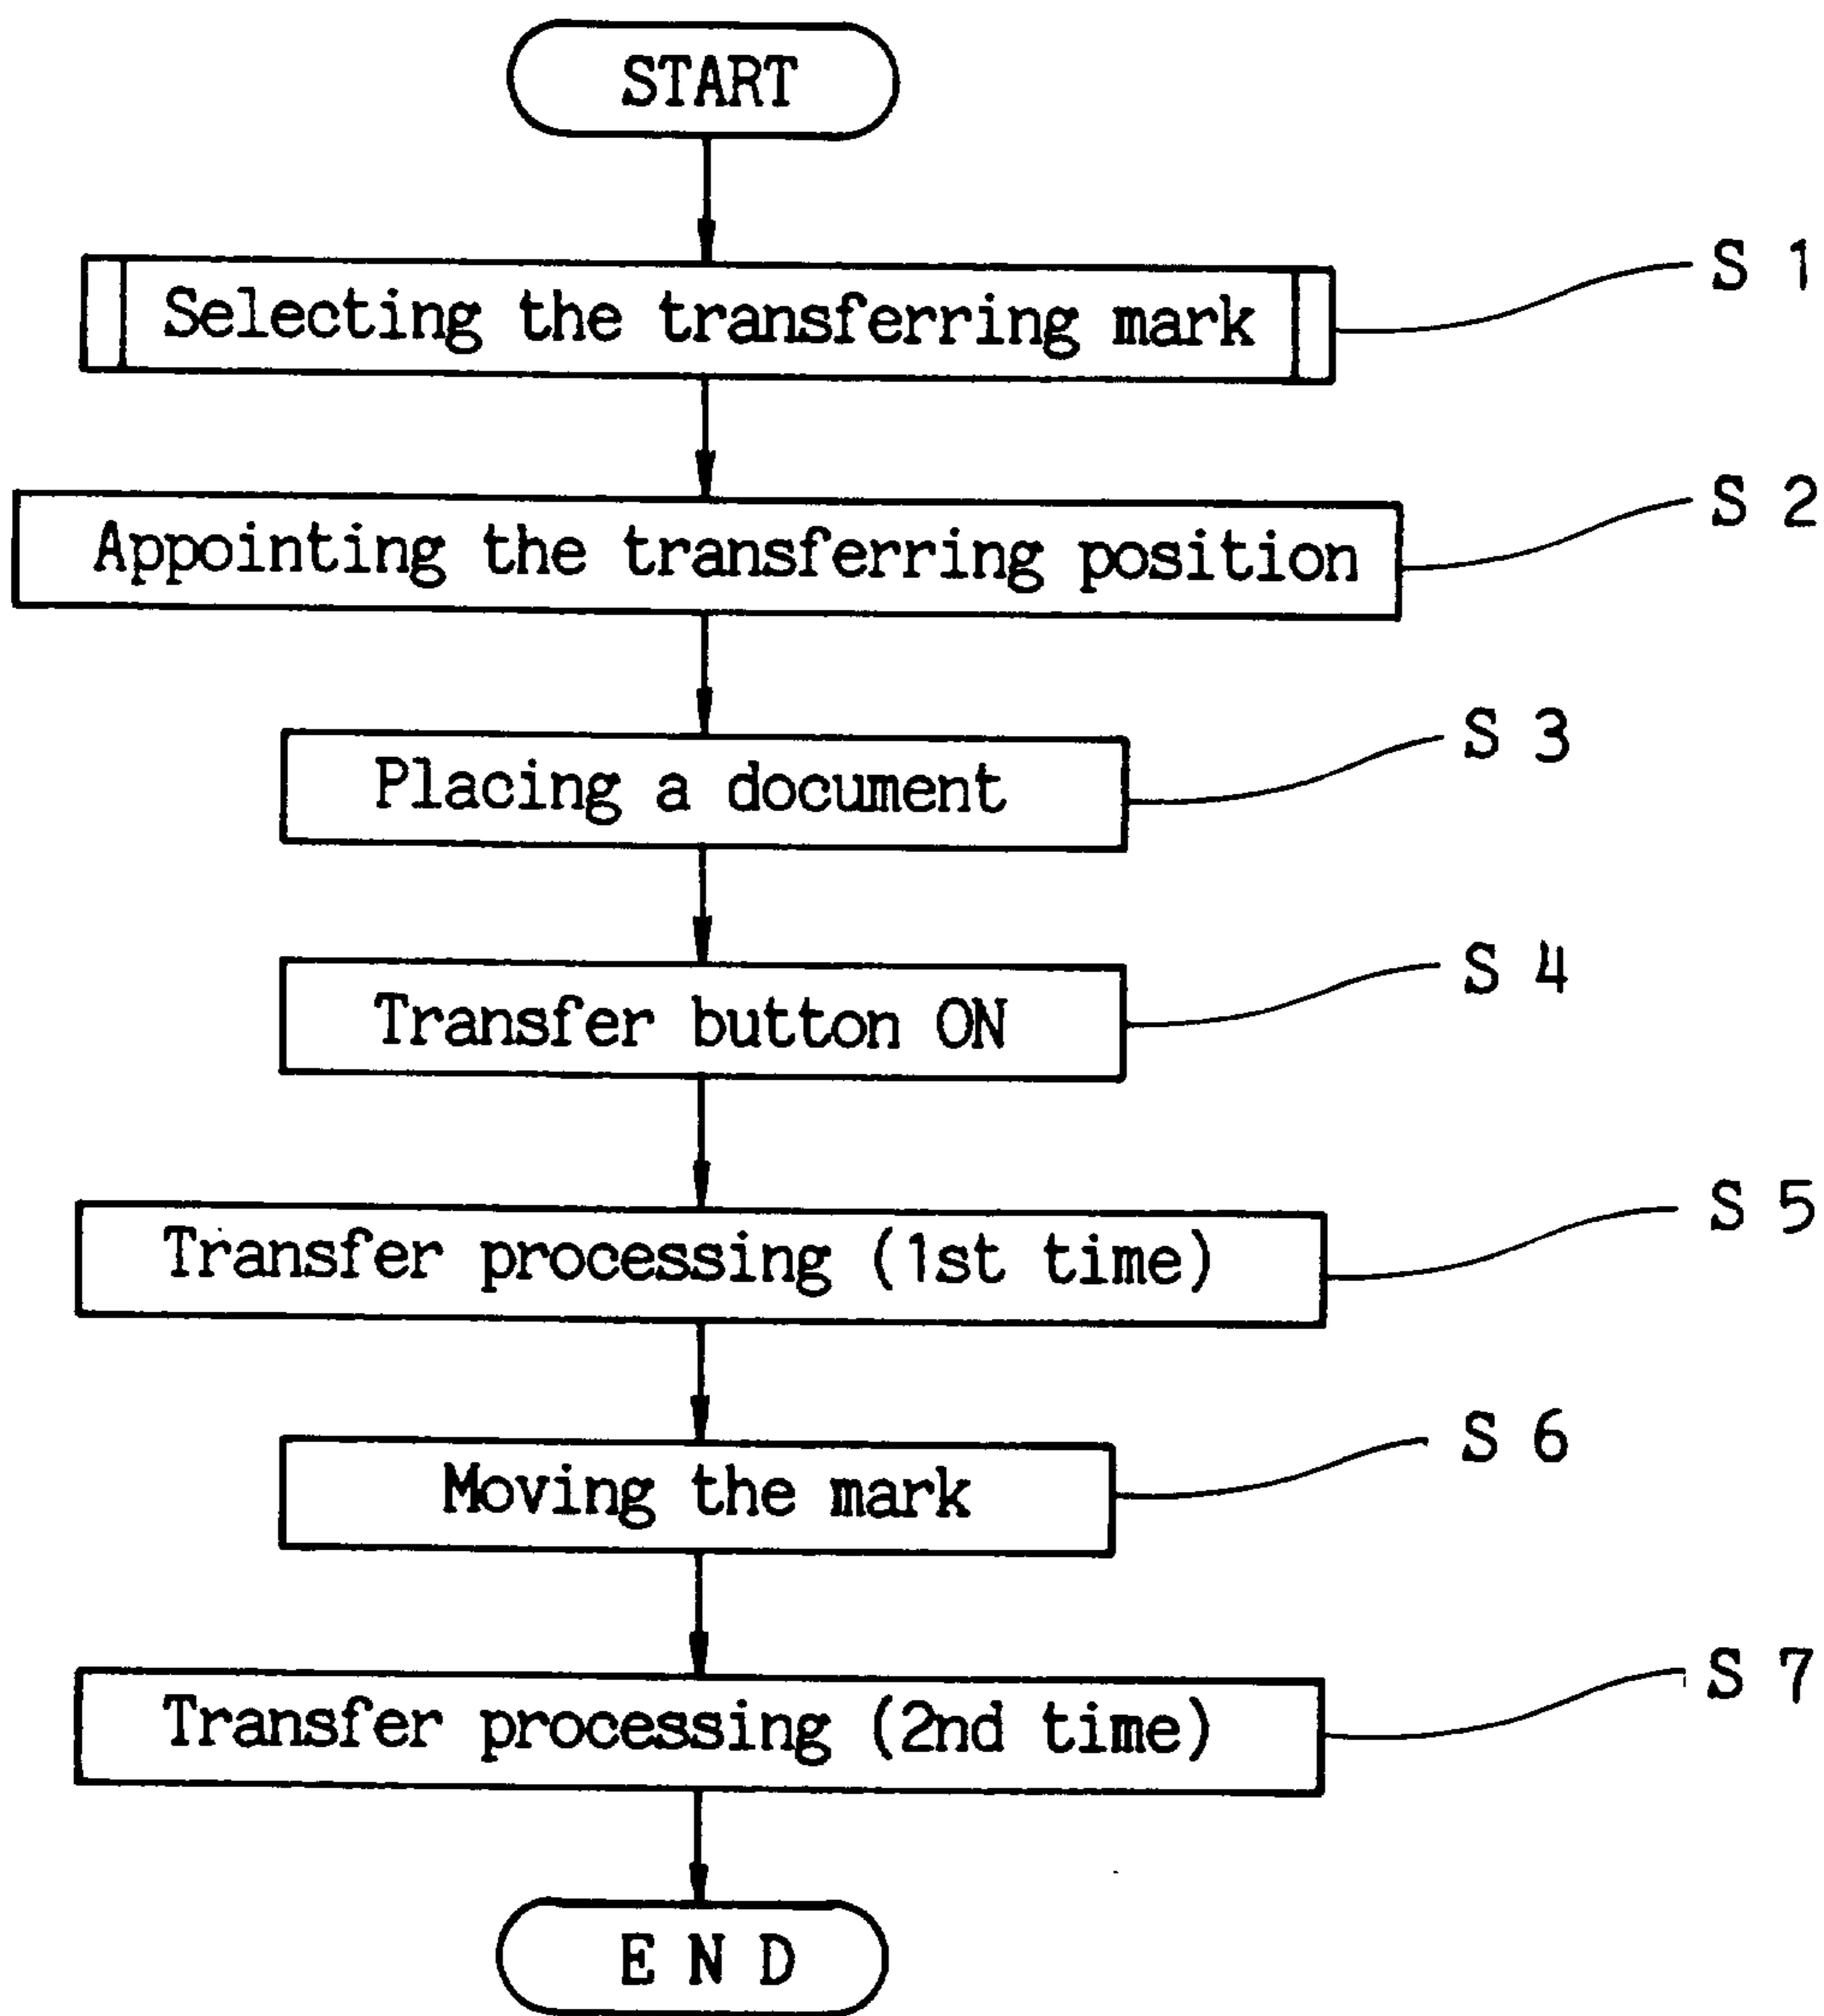 START
Selecting the transferring mark
S 1
Appointing the transferring position
S 2
Placing a document
S 3
Transfer button ON
S 4
Transfer processing (1st time)
S 5
Moving the mark
S 6
Transfer processing (2nd time)
S 7
E N D